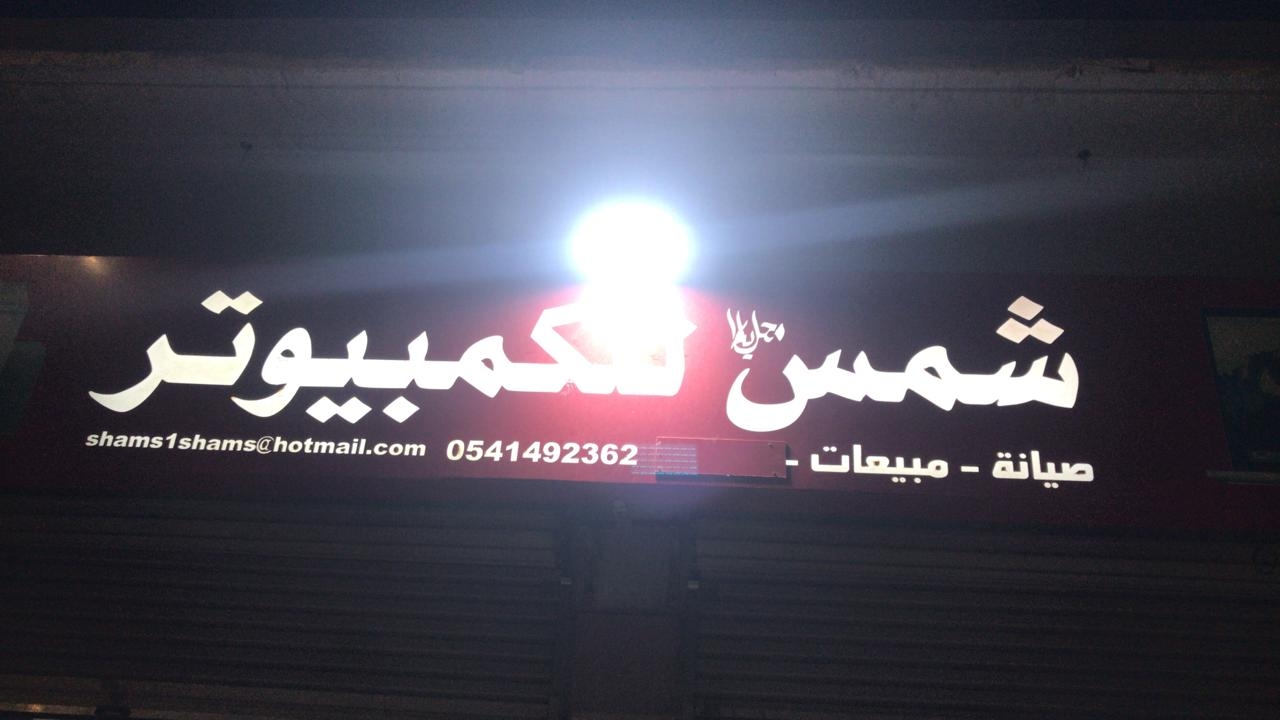 شمس للكمبيوتر
صيانة - مبيعات -
0541492362
shams1shams@hotmail.com